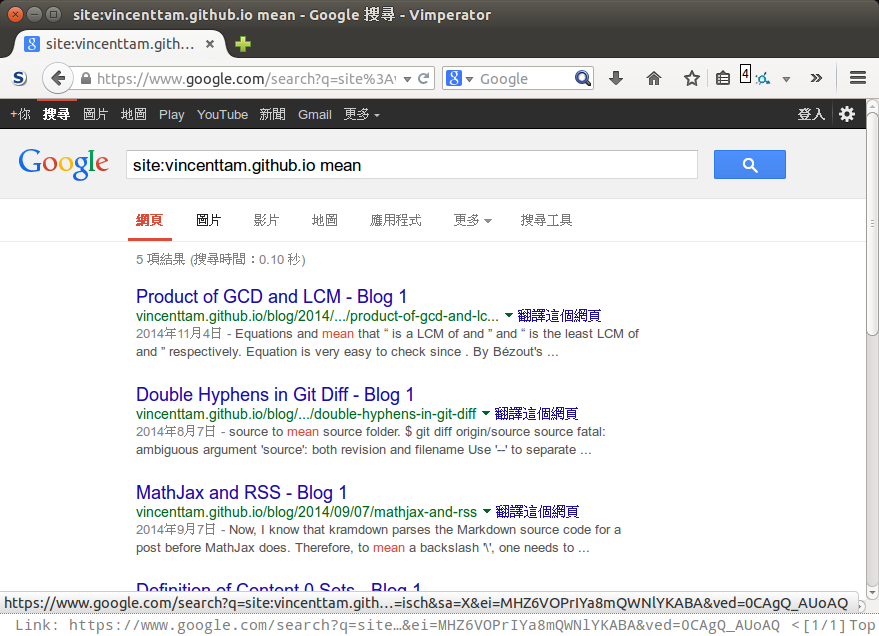 site:vincenttam.github.io mean - Google 搜尋 - Vimperator
site:vincenttam.gith...
https://www.google.com/search?q=site%3A
Google
4
+你 搜尋 圖片 地圖 Play YouTube 新聞 Gmail 更多 登入
Google
site:vincenttam.github.io mean
網頁 圖片 影片 地圖 應用程式 更多 搜尋工具
5 項結果 (搜尋時間：0.10 秒)
Product of GCD and LCM - Blog 1
vincenttam.github.io/blog/2014/.../product-of-gcd-and-lc... 翻譯這個網頁
2014年11月4日 - Equations and mean that “ is a LCM of and ” and “ is the least LCM of
and ” respectively. Equation is very easy to check since . By Bézout's ...
Double Hyphens in Git Diff - Blog 1
vincenttam.github.io/blog/.../double-hyphens-in-git-diff 翻譯這個網頁
2014年8月7日 - source to mean source folder. $ git diff origin/source source fatal:
ambiguous argument 'source': both revision and filename Use '--' to separate ...
MathJax and RSS - Blog 1
vincenttam.github.io/blog/2014/09/07/mathjax-and-rss 翻譯這個網頁
2014年9月7日 - Now, I know that kramdown parses the Markdown source code for a
post before MathJax does. Therefore, to mean a backslash '\', one needs to ...
Definition of Content 0 Sets - Blog 1
https://www.google.com/search?q=site:vincenttam.gith...=isch&sa=X&ei=MHZ6VOPrIYa8mQWNlYKABA&ved=0CAgQ_AUoAQ
Link: https://www.google.com/search?q=site…&ei=MHZ6VOPrIYa8mQWNlYKABA&ved=0CAgQ_AUoAQ <[1/1] Top